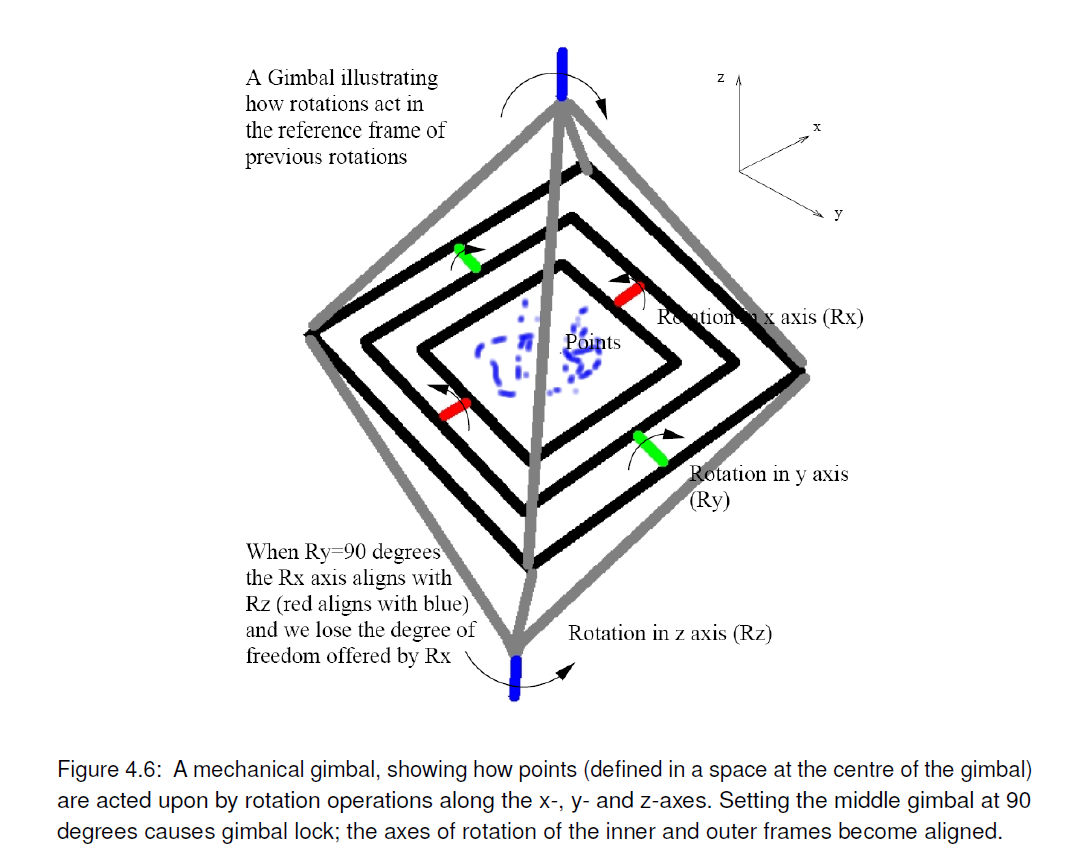 A Gimbal illustrating
how rotations act in
the reference frame of
previous rotations
z
x
y
Rotation in x axis (Rx)
Points
Rotation in y axis
(Ry)
When Ry=90 degrees
the Rx axis aligns with
Rz (red aligns with blue)
and we lose the degree of
freedom offered by Rx
Rotation in z axis (Rz)
Figure 4.6: A mechanical gimbal, showing how points (defined in a space at the centre of the gimbal)
are acted upon by rotation operations along the x-, y- and z-axes. Setting the middle gimbal at 90
degrees causes gimbal lock; the axes of rotation of the inner and outer frames become aligned.